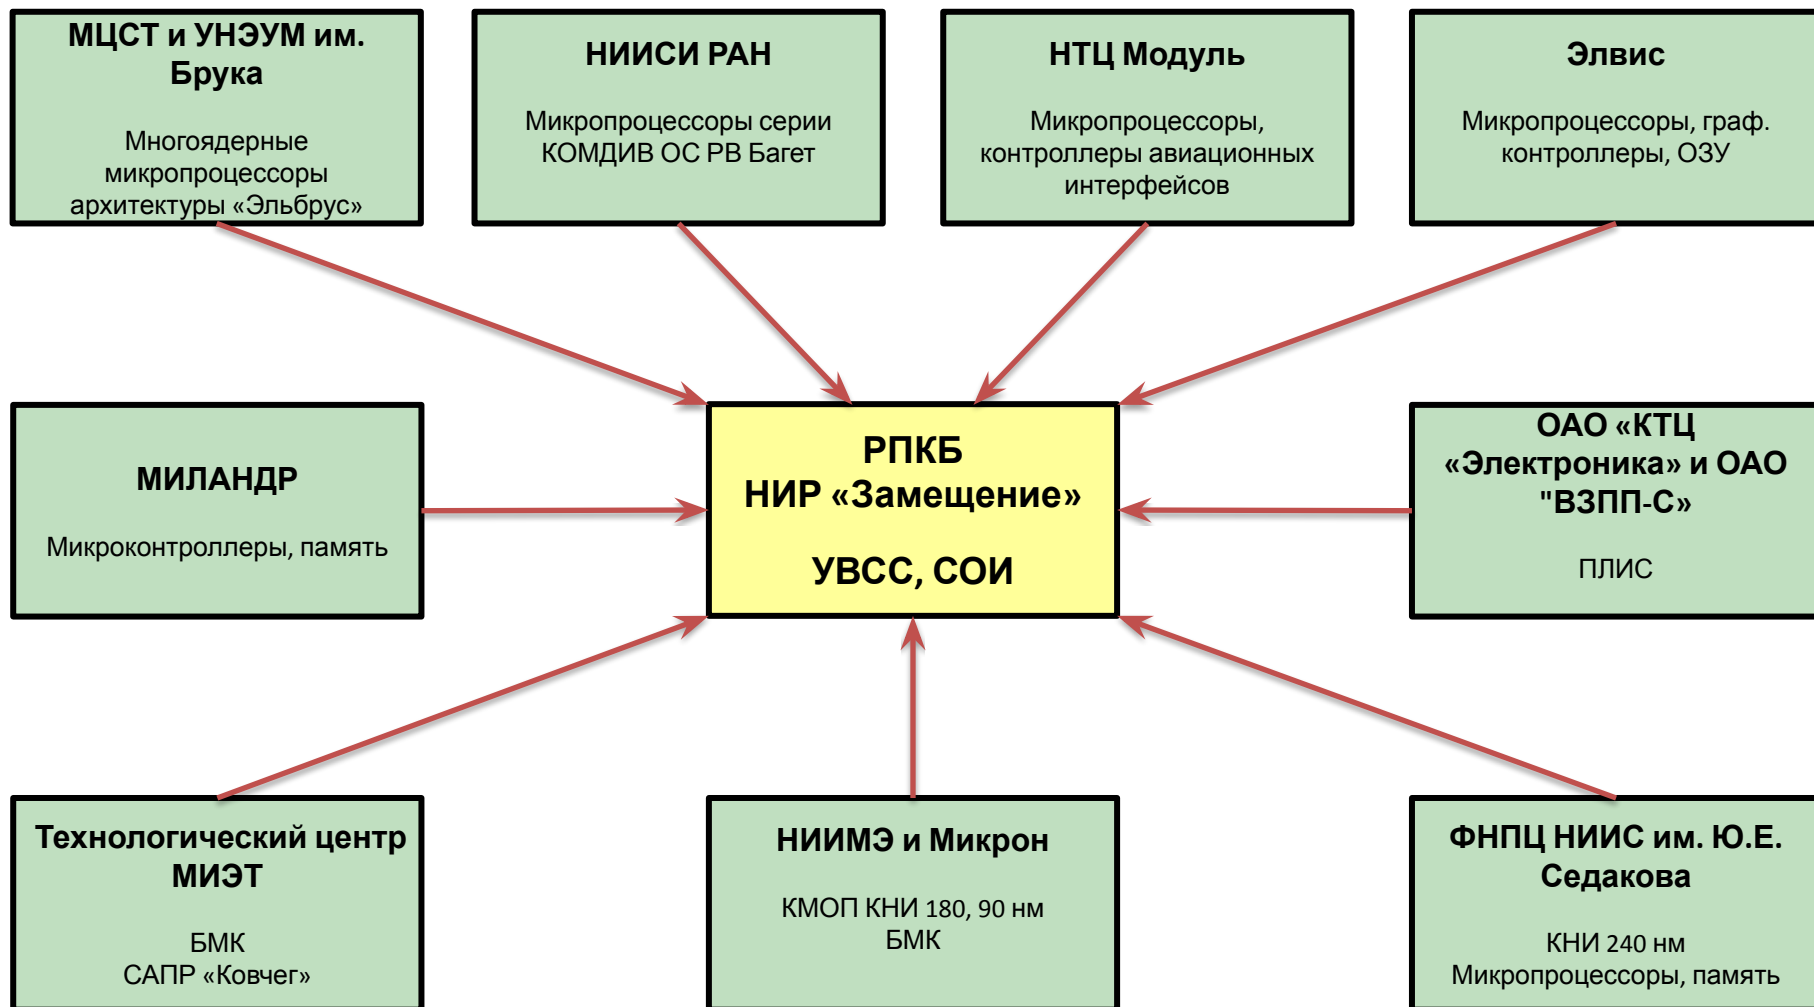 МЦСТ и УНЭУМ им.
Брука
Многоядерные
микропроцессоры
архитектуры «Эльбрус»
НИИСИ РАН
Микропроцессоры серии
КОМДИВ ОС РВ Багет
НТЦ Модуль
Микропроцессоры,
контроллеры авиационных
интерфейсов
Элвис
Микропроцессоры, граф.
контроллеры, ОЗУ
МИЛАНДР
Микроконтроллеры, память
РПКБ
НИР «Замещение»
УВСС, СОИ
ОАО «КТЦ
«Электроника» и ОАО
"ВЗПП-С»
ПЛИС
Технологический центр
МИЭТ
БМК
САПР «Ковчег»
НИИМЭ и Микрон
КМОП КНИ 180, 90 нм
БМК
ФНПЦ НИИС им. Ю.Е.
Седакова
КНИ 240 нм
Микропроцессоры, память